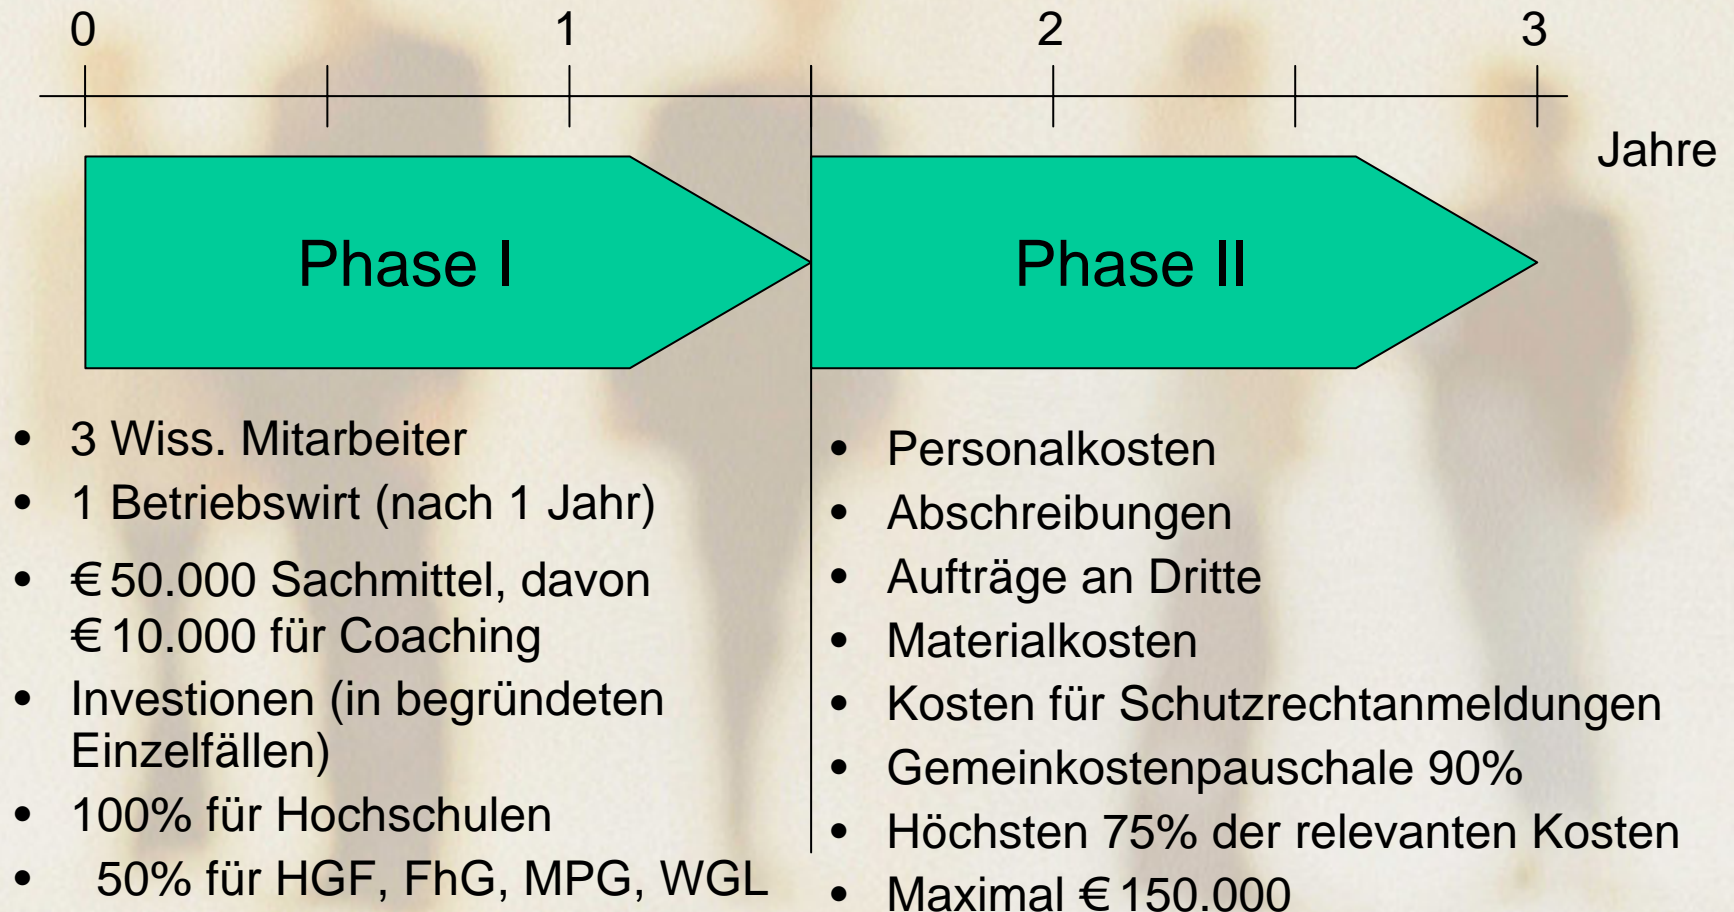 0 1 2 3
Jahre
Phase I
Phase II
• 3 Wiss. Mitarbeiter
• 1 Betriebswirt (nach 1 Jahr)
• € 50.000 Sachmittel, davon
€ 10.000 für Coaching
• Investionen (in begründeten
Einzelfällen)
• 100% für Hochschulen
• 50% für HGF, FhG, MPG, WGL
• Personalkosten
• Abschreibungen
• Aufträge an Dritte
• Materialkosten
• Kosten für Schutzrechtanmeldungen
• Gemeinkostenpauschale 90%
• Höchsten 75% der relevanten Kosten
• Maximal € 150.000